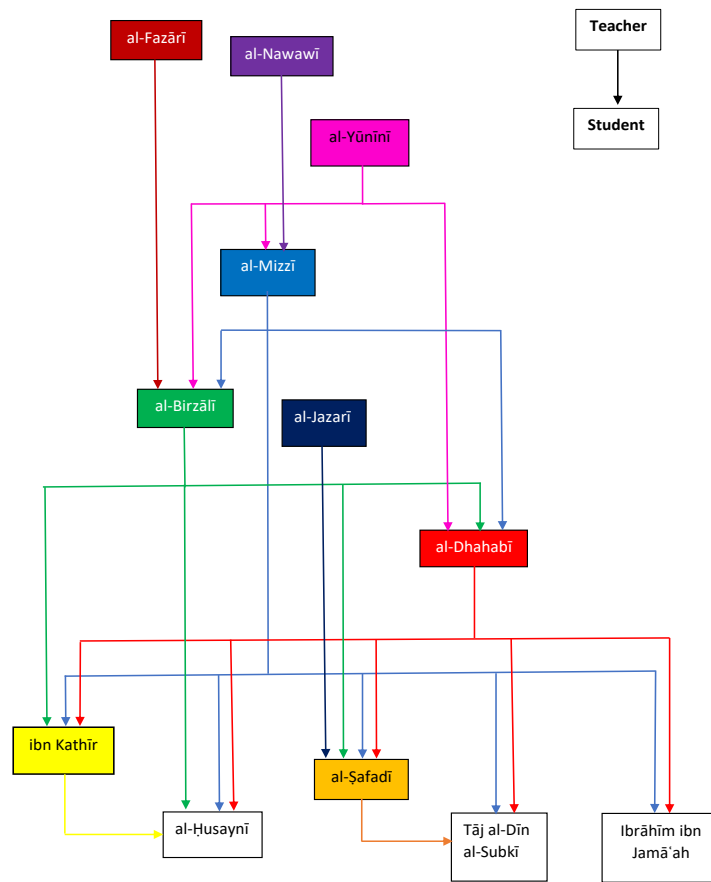 al-Fazārī
al-Nawawī
Teacher
Student
al-Yūnīnī
al-Mizzī
al-Birzālī
al-Jazarī
al-Dhahabī
ibn Kathīr
al-Ṣafadī
al-Ḥusaynī
Tāj al-Dīn
al-Subkī
Ibrāhīm ibn
Jamāʿah